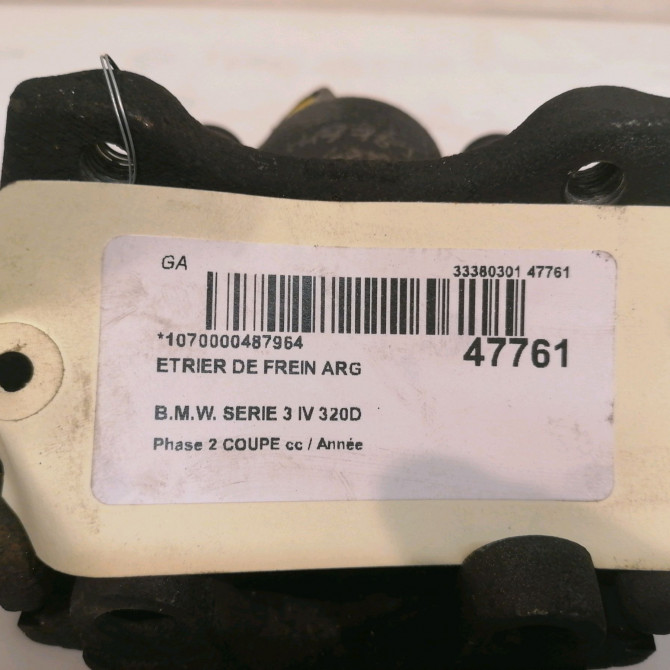 GA
33380301 47761
*1070000487964
47761
ETRIER DE FREIN ARG
B.M.W. SERIE 3 IV 320D
Phase 2 COUPE cc / Année